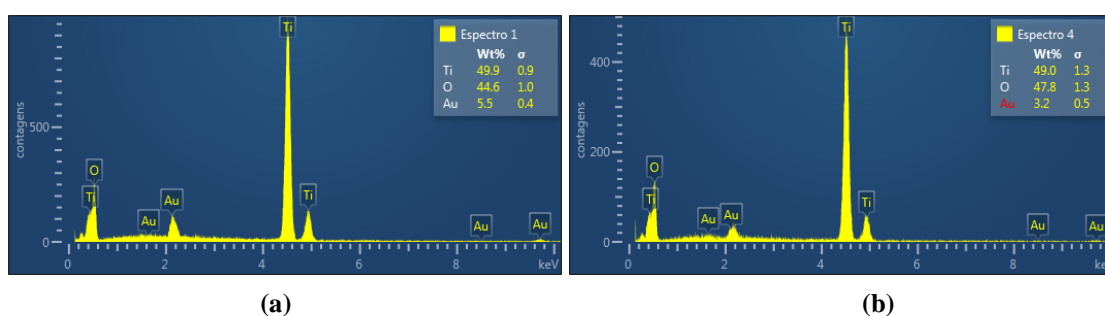 Ti
Espectro 1
Wt% σ
Ti 49.9 0.9
O 44.6 1.0
Au 5.5 0.4
contagens
500
O
Ti
Au
Au
Ti
Au
Au
0
0 2 4 6 8 keV
(a)
Ti
Espectro 4
Wt% σ
Ti 49.0 1.3
O 47.8 1.3
Au 3.2 0.5
contagens
400
200
O
Ti
Au
Au
Ti
Au
Au
0
0 2 4 6 8 ke
(b)